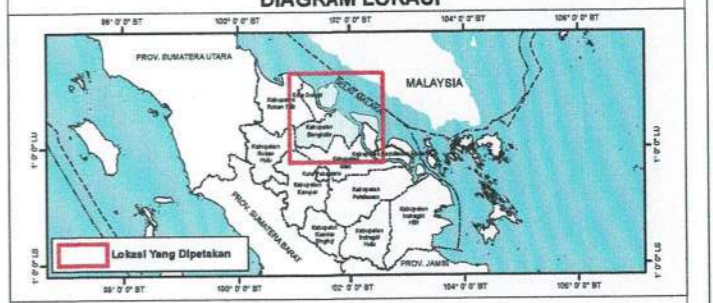 DIAGRAM LOKASI
98° 0' 0" BT 100° 0' 0" BT 102° 0' 0" BT 104° 0' 0" BT 106° 0' 0" BT
PROV. SUMATERA UTARA
MALAYSIA
SELAT MALAKA
Kota Dumai
Kabupaten
Rokan Hilir
Kabupaten
Bengkalis
Kabupaten
Rokan
Hulu
Kabupaten
Siak
Kota Pekanbaru
Kabupaten
Kampar
Kabupaten
Pelalawan
Kabupaten
Indragiri
Hilir
Kabupaten
Kuantan
Singingi
Kabupaten
Indragiri
Hulu
PROV. SUMATERA BARAT
PROV. JAMBI
Lokasi Yang Dipetakan
98° 0' 0" BT 100° 0' 0" BT 102° 0' 0" BT 104° 0' 0" BT 106° 0' 0" BT